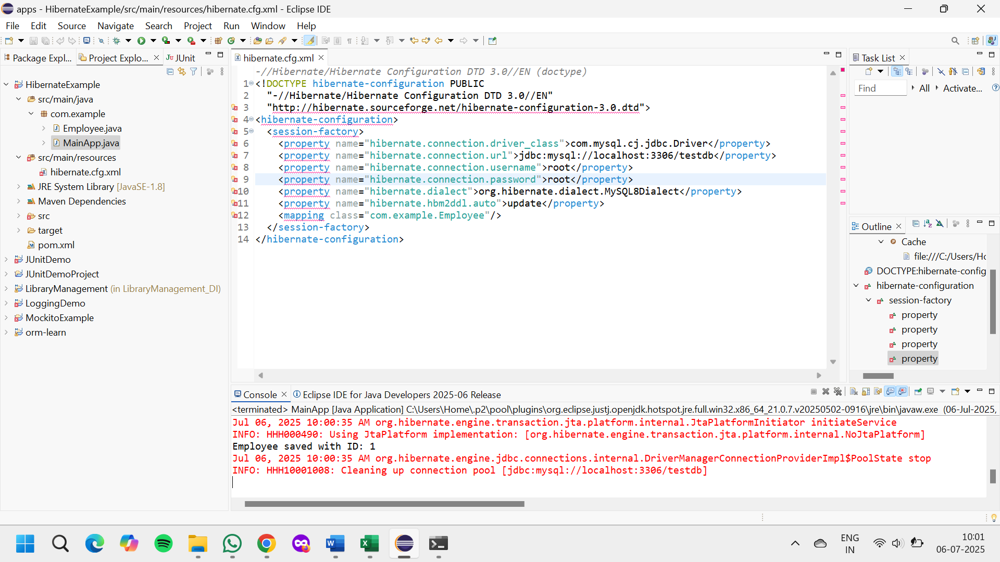 apps - HibernateExample/src/main/resources/hibernate.cfg.xml - Eclipse IDE
File Edit Source Navigate Search Project Run Window Help
Package Expl...
Project Explo...
JUnit
HibernateExample
src/main/java
com.example
Employee.java
MainApp.java
src/main/resources
hibernate.cfg.xml
JRE System Library [JavaSE-1.8]
Maven Dependencies
src
target
pom.xml
JUnitDemo
JUnitDemoProject
LibraryManagement (in LibraryManagement_DI)
LoggingDemo
MockitoExample
orm-learn
hibernate.cfg.xml
-//Hibernate/Hibernate Configuration DTD 3.0//EN (doctype)
1 <!DOCTYPE hibernate-configuration PUBLIC
2 "-//Hibernate/Hibernate Configuration DTD 3.0//EN"
3 "http://hibernate.sourceforge.net/hibernate-configuration-3.0.dtd">
4 <hibernate-configuration>
5 <session-factory>
6 <property name="hibernate.connection.driver_class">com.mysql.cj.jdbc.Driver</property>
7 <property name="hibernate.connection.url">jdbc:mysql://localhost:3306/testdb</property>
8 <property name="hibernate.connection.username">root</property>
9 <property name="hibernate.connection.password">root</property>
10 <property name="hibernate.dialect">org.hibernate.dialect.MySQL8Dialect</property>
11 <property name="hibernate.hbm2ddl.auto">update</property>
12 <mapping class="com.example.Employee"/>
13 </session-factory>
14 </hibernate-configuration>
Task List
Find
All
Activate...
Outline
Cache
file:///C:/Users/Ho
DOCTYPE:hibernate-config
hibernate-configuration
session-factory
property
property
property
property
Console
Eclipse IDE for Java Developers 2025-06 Release
<terminated> MainApp [Java Application] C:\Users\Home\.p2\pool\plugins\org.eclipse.justj.openjdk.hotspot.jre.full.win32.x86_64_21.0.7.v20250502-0916\jre\bin\javaw.exe (06-Jul-2025,
Jul 06, 2025 10:00:35 AM org.hibernate.engine.transaction.jta.platform.internal.JtaPlatformInitiator initiateService
INFO: HHH000490: Using JtaPlatform implementation: [org.hibernate.engine.transaction.jta.platform.internal.NoJtaPlatform]
Employee saved with ID: 1
Jul 06, 2025 10:00:35 AM org.hibernate.engine.jdbc.connections.internal.DriverManagerConnectionProviderImpl$PoolState stop
INFO: HHH10001008: Cleaning up connection pool [jdbc:mysql://localhost:3306/testdb]
ENG
IN
10:01
06-07-2025